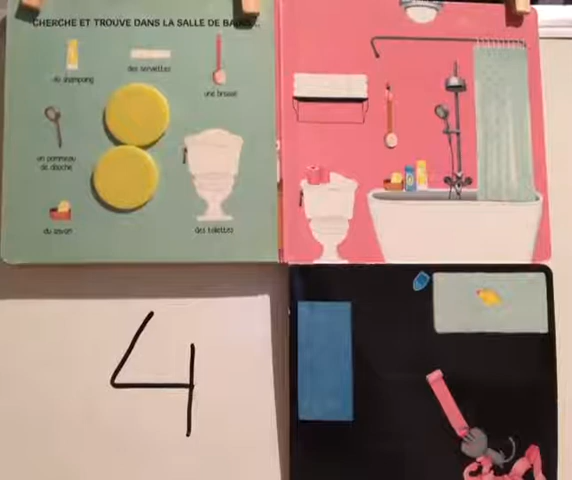 CHERCHE ET TROUVE DANS LA SALLE DE BAINS...
du shampoing
des serviettes
une brosse
un pommeau
de douche
du savon
des toilettes
4